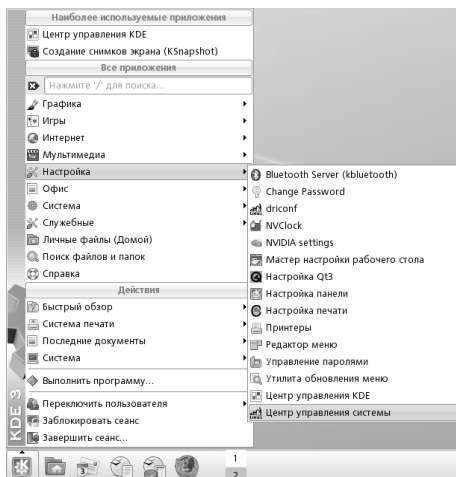 Наиболее используемые приложения
Центр управления KDE
Создание снимков экрана (KSnapshot)
Все приложения
Нажмите '/' для поиска...
Графика
Игры
Интернет
Мультимедиа
Настройка
Офис
Система
Служебные
Личные файлы (Домой)
Поиск файлов и папок
Справка
Действия
Быстрый обзор
Система печати
Последние документы
Система
Выполнить программу...
Переключить пользователя
Заблокировать сеанс
Завершить сеанс...
KDE 3
Bluetooth Server (kbluetooth)
Change Password
driconf
NVClock
NVIDIA settings
Мастер настройки рабочего стола
Настройка Qt3
Настройка панели
Настройка печати
Принтеры
Редактор меню
Управление паролями
Утилита обновления меню
Центр управления KDE
Центр управления системы
1
2